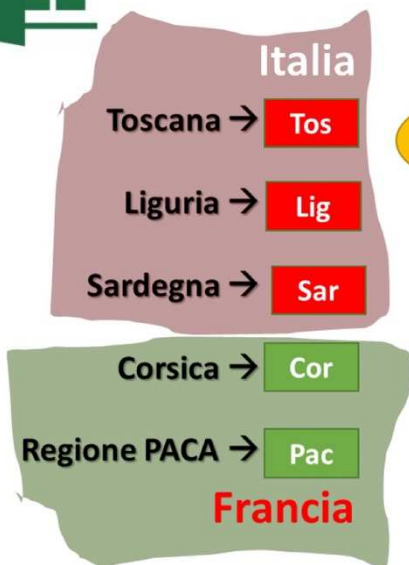 Italia
Toscana → Tos
Liguria → Lig
Sardegna → Sar
Corsica → Cor
Regione PACA → Pac
Francia